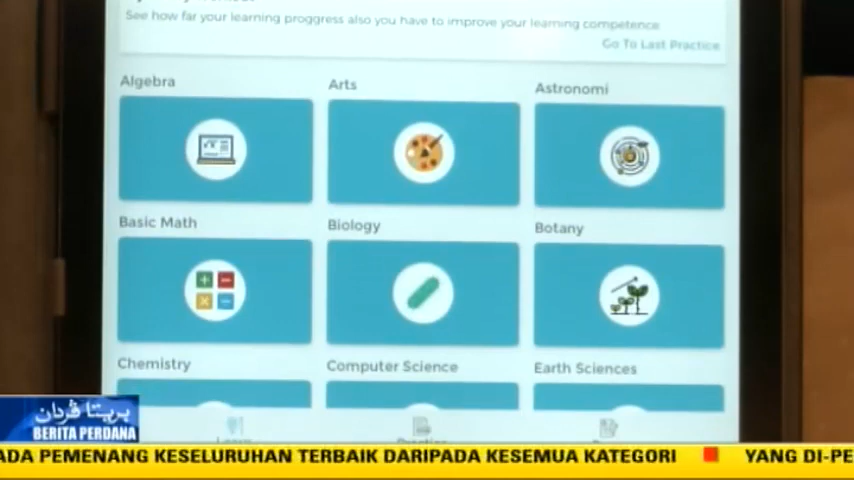 See how far your learning proggress also you have to improve your learning competence
Go To Last Practice
Algebra
Arts
Astronomi
Basic Math
Biology
Botany
Chemistry
Computer Science
Earth Sciences
بريتا ڤردان
BERITA PERDANA
ADA PEMENANG KESELURUHAN TERBAIK DARIPADA KESEMUA KATEGORI
YANG DI-PE